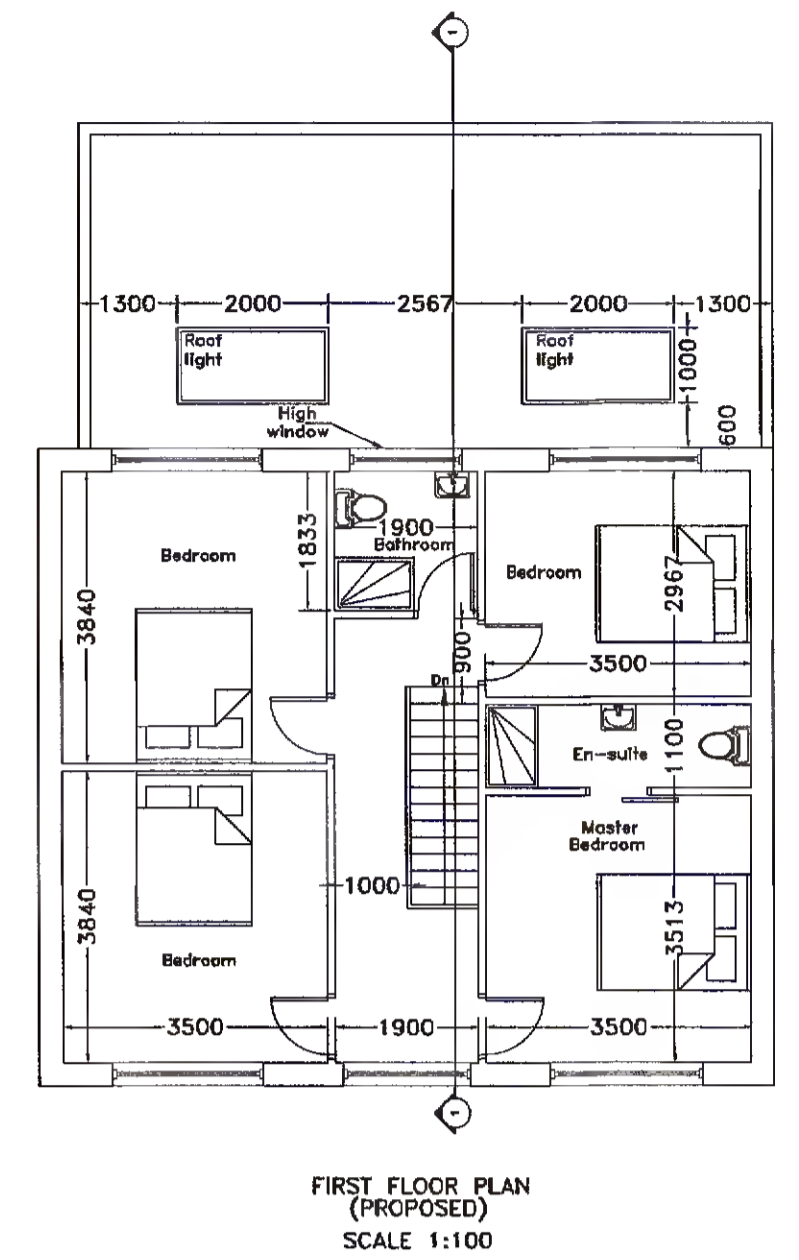 1
1300
2000
2567
2000
1300
Roof
light
Roof
light
1000
High
window
600
1833
1900
Bathroom
Bedroom
Bedroom
2967
3840
900
3500
Dn
En-suite
1100
Master
Bedroom
1000
3840
3513
Bedroom
3500
1900
3500
1
FIRST FLOOR PLAN
(PROPOSED)
SCALE 1:100